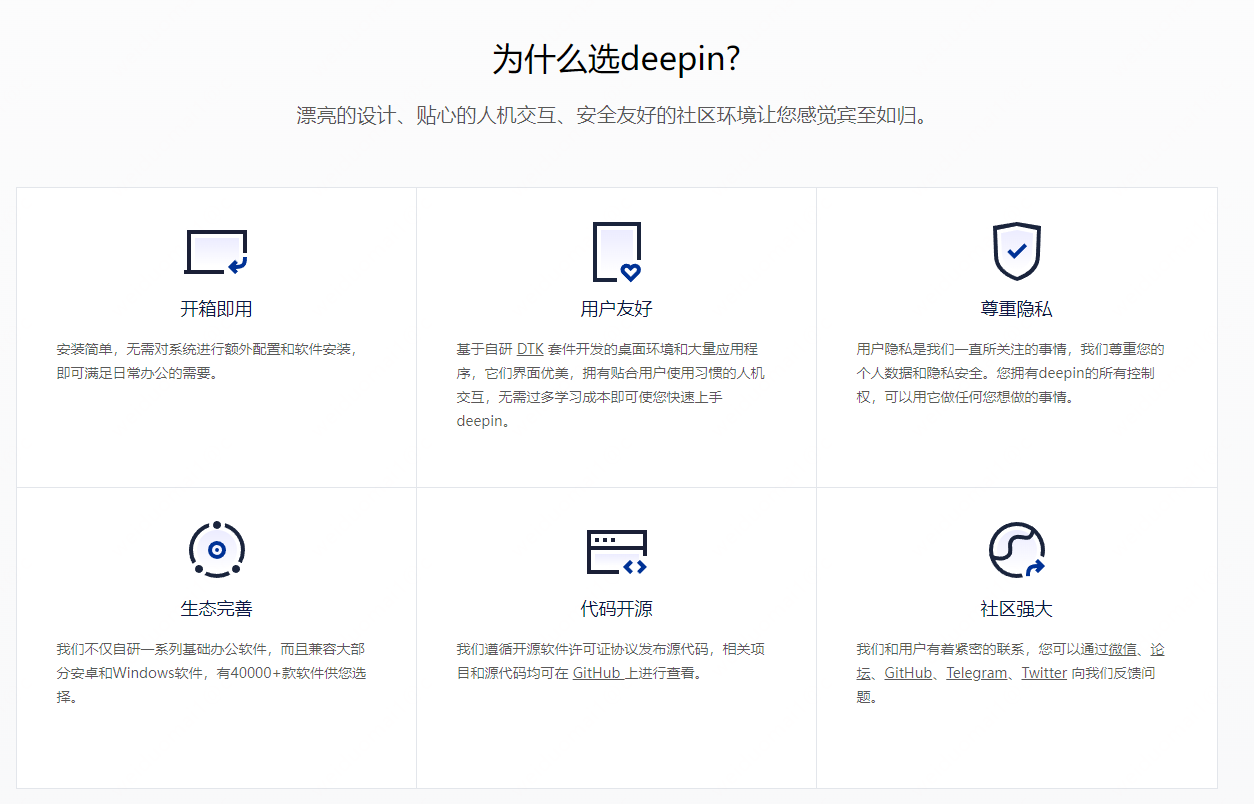 为什么选deepin?
漂亮的设计、贴心的人机交互、安全友好的社区环境让您感觉宾至如归。
开箱即用
安装简单，无需对系统进行额外配置和软件安装，
即可满足日常办公的需要。
用户友好
基于自研 DTK 套件开发的桌面环境和大量应用程
序，它们界面优美，拥有贴合用户使用习惯的人机
交互，无需过多学习成本即可使您快速上手
deepin。
尊重隐私
用户隐私是我们一直所关注的事情，我们尊重您的
个人数据和隐私安全。您拥有deepin的所有控制
权，可以用它做任何您想做的事情。
生态完善
我们不仅自研一系列基础办公软件，而且兼容大部
分安卓和Windows软件，有40000+款软件供您选
择。
代码开源
我们遵循开源软件许可证协议发布源代码，相关项
目和源代码均可在 GitHub 上进行查看。
社区强大
我们和用户有着紧密的联系，您可以通过微信、论
坛、GitHub、Telegram、Twitter 向我们反馈问
题。